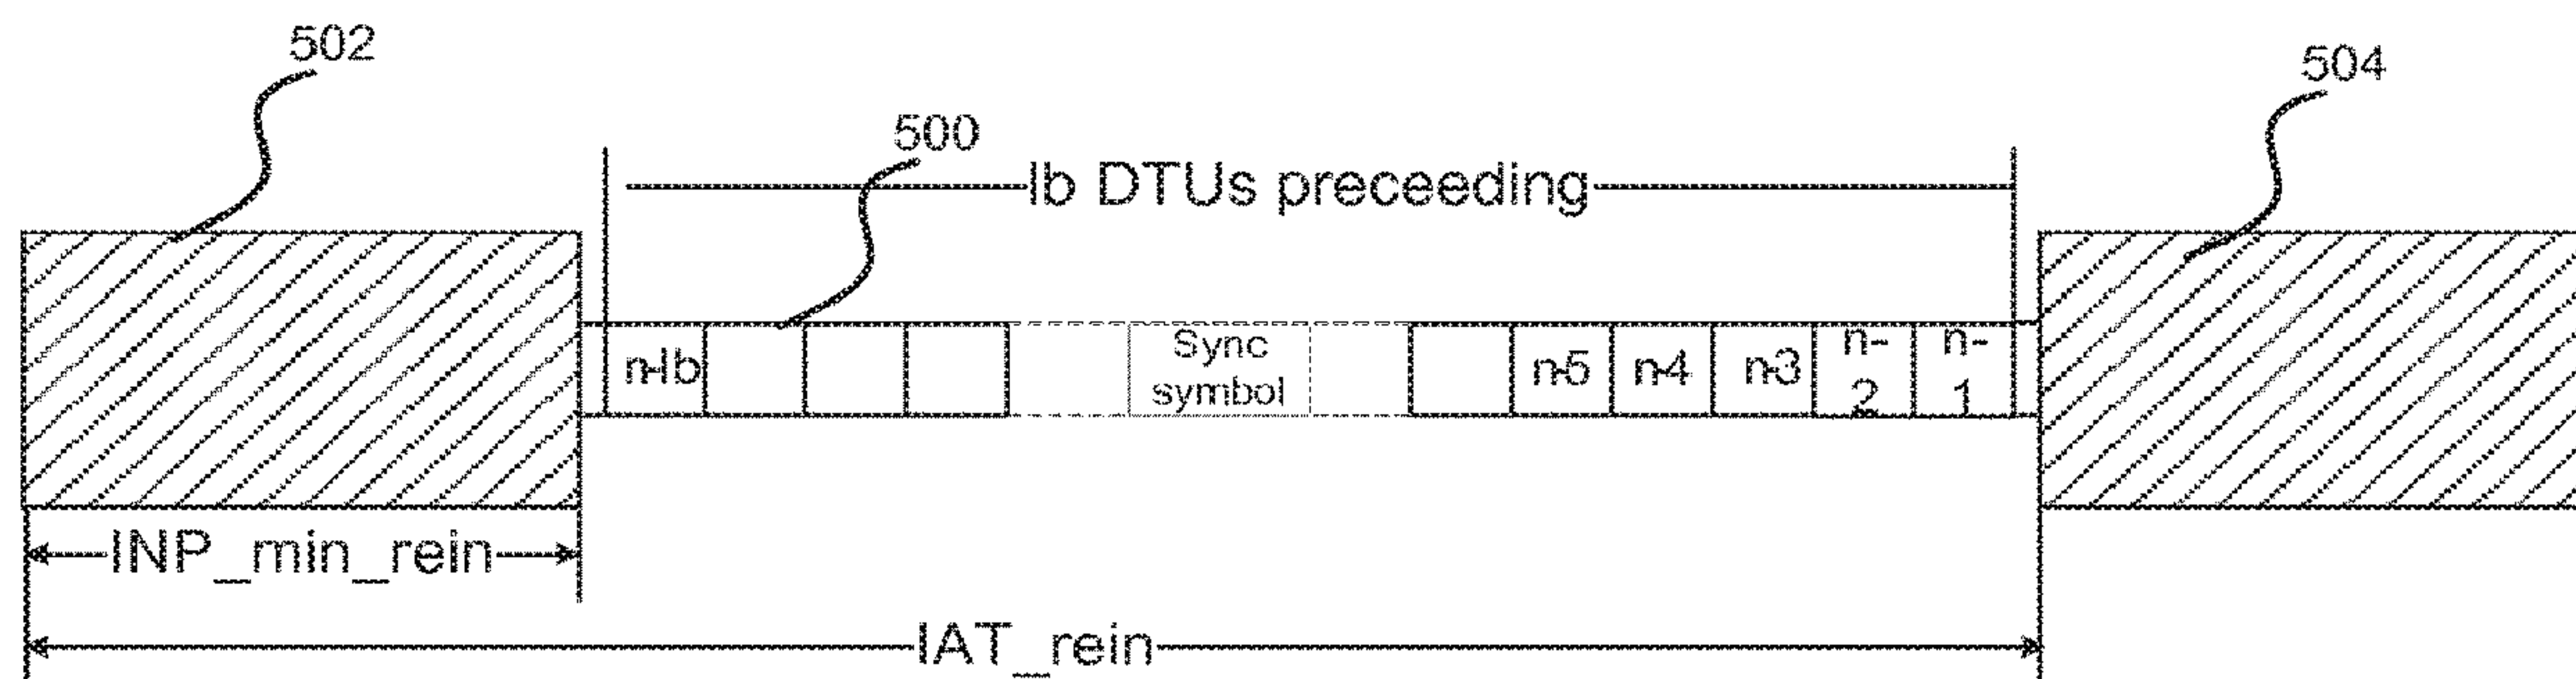 502
504
500
lb DTUs preceeding
n-lb
Sync
symbol
n-5
n-4
n-3
n-
2
n-
1
INP_min_rein
IAT_rein